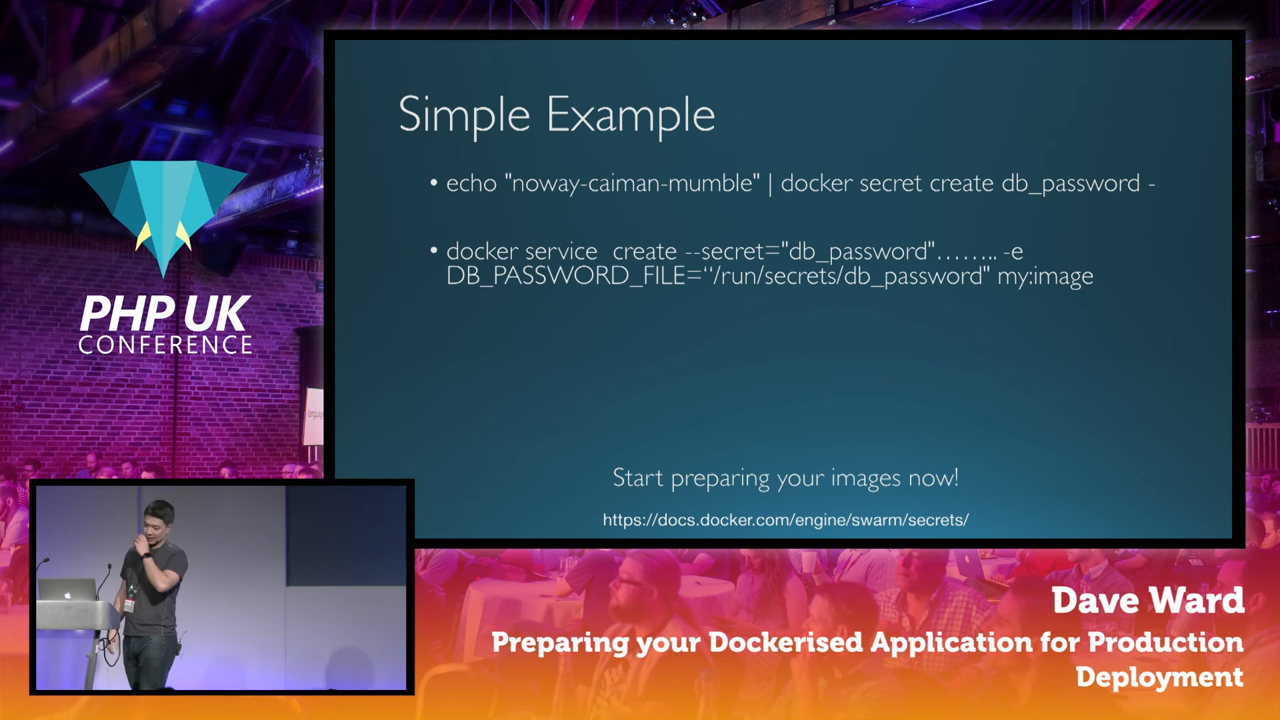 Simple Example
• echo "noway-caiman-mumble" | docker secret create db_password -
• docker service  create --secret="db_password"…….. -e
DB_PASSWORD_FILE=“/run/secrets/db_password" my:image
Start preparing your images now!
https://docs.docker.com/engine/swarm/secrets/
PHP UK
CONFERENCE
Dave Ward
Preparing your Dockerised Application for Production
Deployment